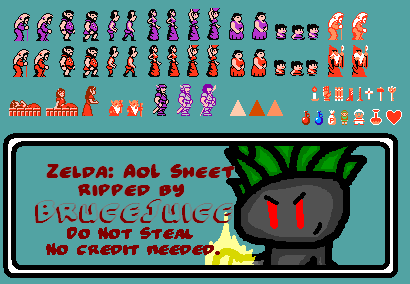 Zelda: AoL Sheet
ripped by
BruceJuice
Do Not Steal
No credit needed.